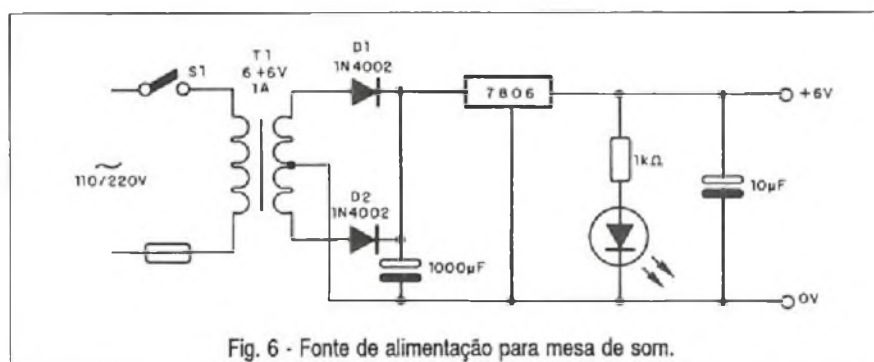 S1
T1
6+6V
1A
D1
1N4002
7806
+6V
1kΩ
10µF
110/220V
D2
1N4002
1000µF
0V
Fig. 6 - Fonte de alimentação para mesa de som.